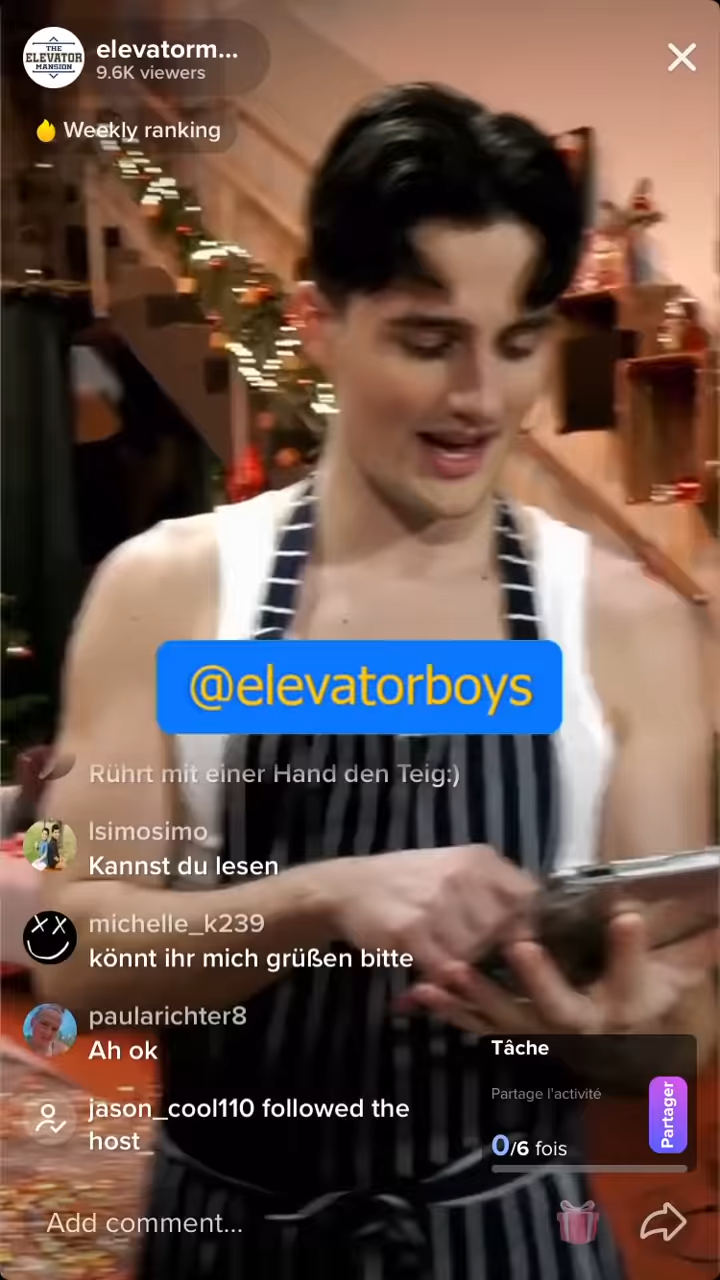 THE
ELEVATOR
MANSION
elevatorm...
9.6K viewers
Weekly ranking
@elevatorboys
Rührt mit einer Hand den Teig:)
lsimosimo
Kannst du lesen
michelle_k239
könnt ihr mich grüßen bitte
paularichter8
Ah ok
jason_cool110 followed the
host
Tâche
Partage l'activité
Partager
0/6 fois
Add comment...